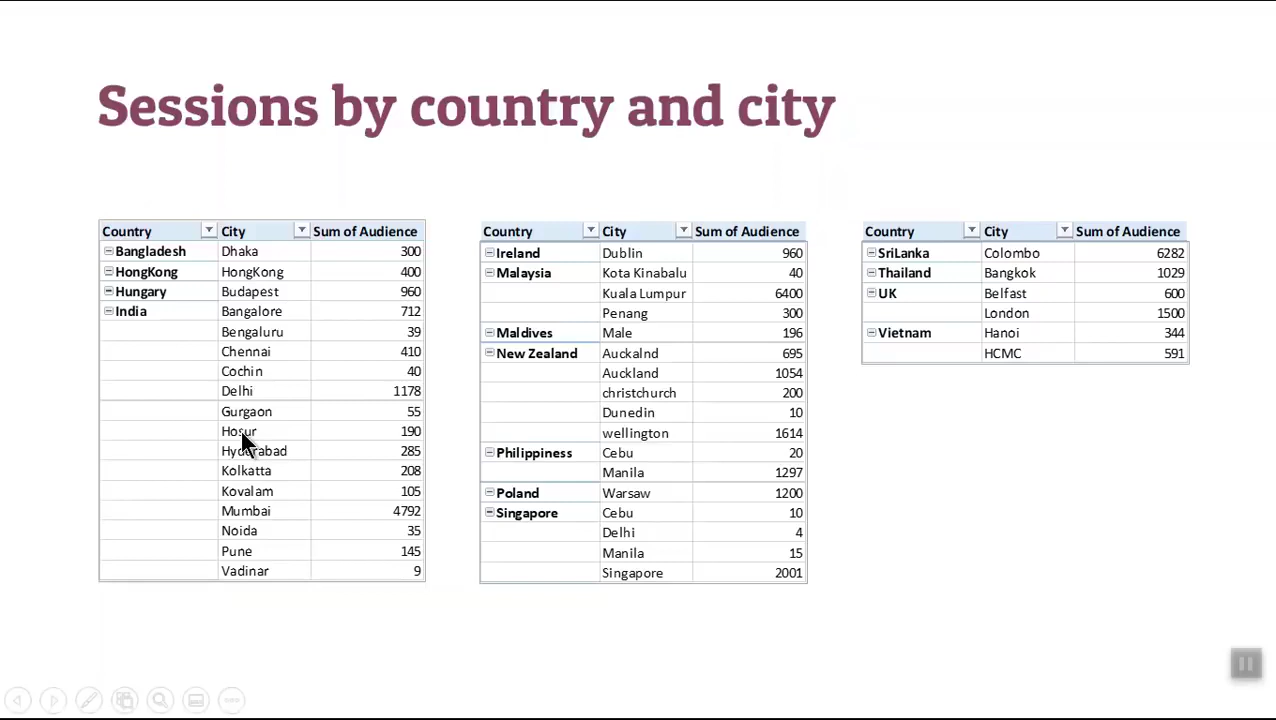 Sessions by country and city
Country City Sum of Audience
Bangladesh Dhaka 300
HongKong HongKong 400
Hungary Budapest 960
India Bangalore 712
Bengaluru 39
Chennai 410
Cochin 40
Delhi 1178
Gurgaon 55
Hosur 190
Hyderabad 285
Kolkatta 208
Kovalam 105
Mumbai 4792
Noida 35
Pune 145
Vadinar 9
Country City Sum of Audience
Ireland Dublin 960
Malaysia Kota Kinabalu 40
Kuala Lumpur 6400
Penang 300
Maldives Male 196
New Zealand Auckalnd 695
Auckland 1054
christchurch 200
Dunedin 10
wellington 1614
Philippiness Cebu 20
Manila 1297
Poland Warsaw 1200
Singapore Cebu 10
Delhi 4
Manila 15
Singapore 2001
Country City Sum of Audience
SriLanka Colombo 6282
Thailand Bangkok 1029
UK Belfast 600
London 1500
Vietnam Hanoi 344
HCMC 591